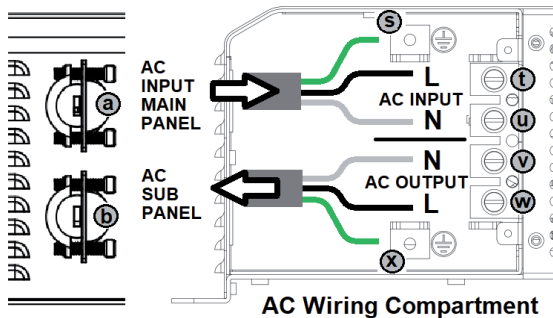 s
AC
INPUT
MAIN
PANEL
L
AC INPUT
N
t
a
u
N
AC OUTPUT
L
v
AC
SUB
PANEL
b
w
x
AC Wiring Compartment